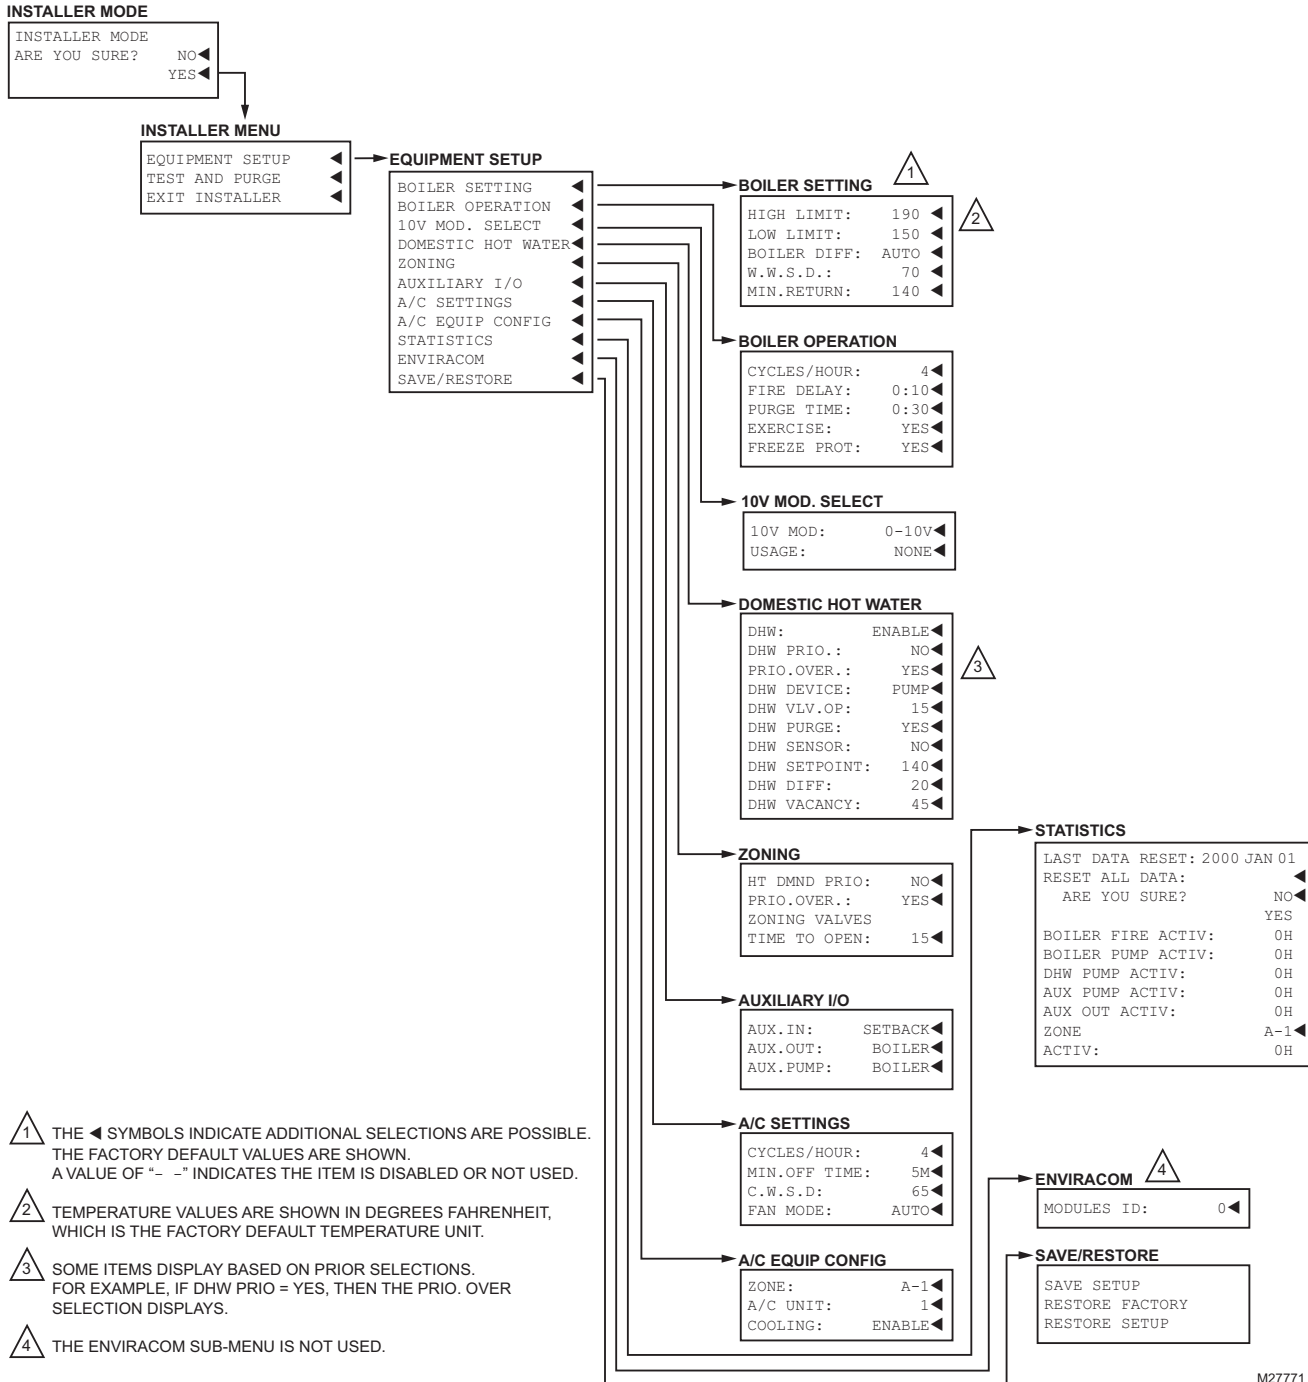 INSTALLER MODE
INSTALLER MODE
ARE YOU SURE? NO◀
YES◀
INSTALLER MENU
EQUIPMENT SETUP ◀
TEST AND PURGE ◀
EXIT INSTALLER ◀
EQUIPMENT SETUP
BOILER SETTING ◀
BOILER OPERATION ◀
10V MOD. SELECT ◀
DOMESTIC HOT WATER◀
ZONING ◀
AUXILIARY I/O ◀
A/C SETTINGS ◀
A/C EQUIP CONFIG ◀
STATISTICS ◀
ENVIRACOM ◀
SAVE/RESTORE ◀
BOILER SETTING 1
HIGH LIMIT: 190 ◀ 2
LOW LIMIT: 150 ◀
BOILER DIFF: AUTO ◀
W.W.S.D.: 70 ◀
MIN.RETURN: 140 ◀
BOILER OPERATION
CYCLES/HOUR: 4◀
FIRE DELAY: 0:10◀
PURGE TIME: 0:30◀
EXERCISE: YES◀
FREEZE PROT: YES◀
10V MOD. SELECT
10V MOD: 0-10V◀
USAGE: NONE◀
DOMESTIC HOT WATER
DHW: ENABLE◀
DHW PRIO.: NO◀
PRIO.OVER.: YES◀ 3
DHW DEVICE: PUMP◀
DHW VLV.OP: 15◀
DHW PURGE: YES◀
DHW SENSOR: NO◀
DHW SETPOINT: 140◀
DHW DIFF: 20◀
DHW VACANCY: 45◀
ZONING
HT DMND PRIO: NO◀
PRIO.OVER.: YES◀
ZONING VALVES
TIME TO OPEN: 15◀
AUXILIARY I/O
AUX.IN: SETBACK◀
AUX.OUT: BOILER◀
AUX.PUMP: BOILER◀
A/C SETTINGS
CYCLES/HOUR: 4◀
MIN.OFF TIME: 5M◀
C.W.S.D: 65◀
FAN MODE: AUTO◀
A/C EQUIP CONFIG
ZONE: A-1◀
A/C UNIT: 1◀
COOLING: ENABLE◀
STATISTICS
LAST DATA RESET: 2000 JAN 01
RESET ALL DATA: ◀
ARE YOU SURE? NO◀
YES
BOILER FIRE ACTIV: 0H
BOILER PUMP ACTIV: 0H
DHW PUMP ACTIV: 0H
AUX PUMP ACTIV: 0H
AUX OUT ACTIV: 0H
ZONE A-1◀
ACTIV: 0H
ENVIRACOM 4
MODULES ID: 0◀
SAVE/RESTORE
SAVE SETUP
RESTORE FACTORY
RESTORE SETUP
1 THE ◀ SYMBOLS INDICATE ADDITIONAL SELECTIONS ARE POSSIBLE.
THE FACTORY DEFAULT VALUES ARE SHOWN.
A VALUE OF “- -” INDICATES THE ITEM IS DISABLED OR NOT USED.
2 TEMPERATURE VALUES ARE SHOWN IN DEGREES FAHRENHEIT,
WHICH IS THE FACTORY DEFAULT TEMPERATURE UNIT.
3 SOME ITEMS DISPLAY BASED ON PRIOR SELECTIONS.
FOR EXAMPLE, IF DHW PRIO = YES, THEN THE PRIO. OVER
SELECTION DISPLAYS.
4 THE ENVIRACOM SUB-MENU IS NOT USED.
M27771